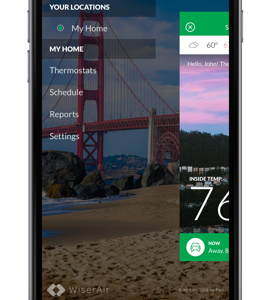 YOUR LOCATIONS
My Home
MY HOME
Thermostats
Schedule
Reports
Settings
WiserAir
S
60°
Hello, John! The
INSIDE TEMP:
76
NOW
Away, 8